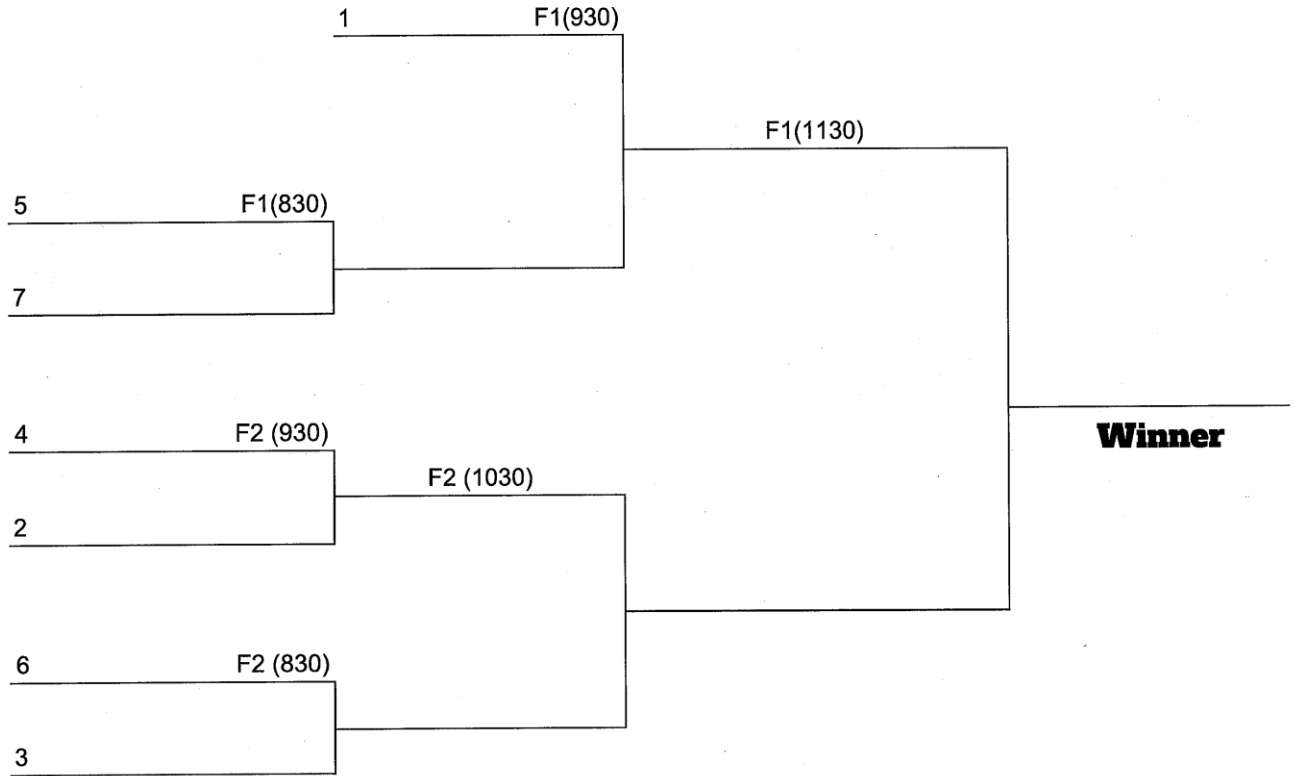 1 F1(930)
F1(1130)
5 F1(830)
7
4 F2 (930)
F2 (1030)
2
Winner
6 F2 (830)
3